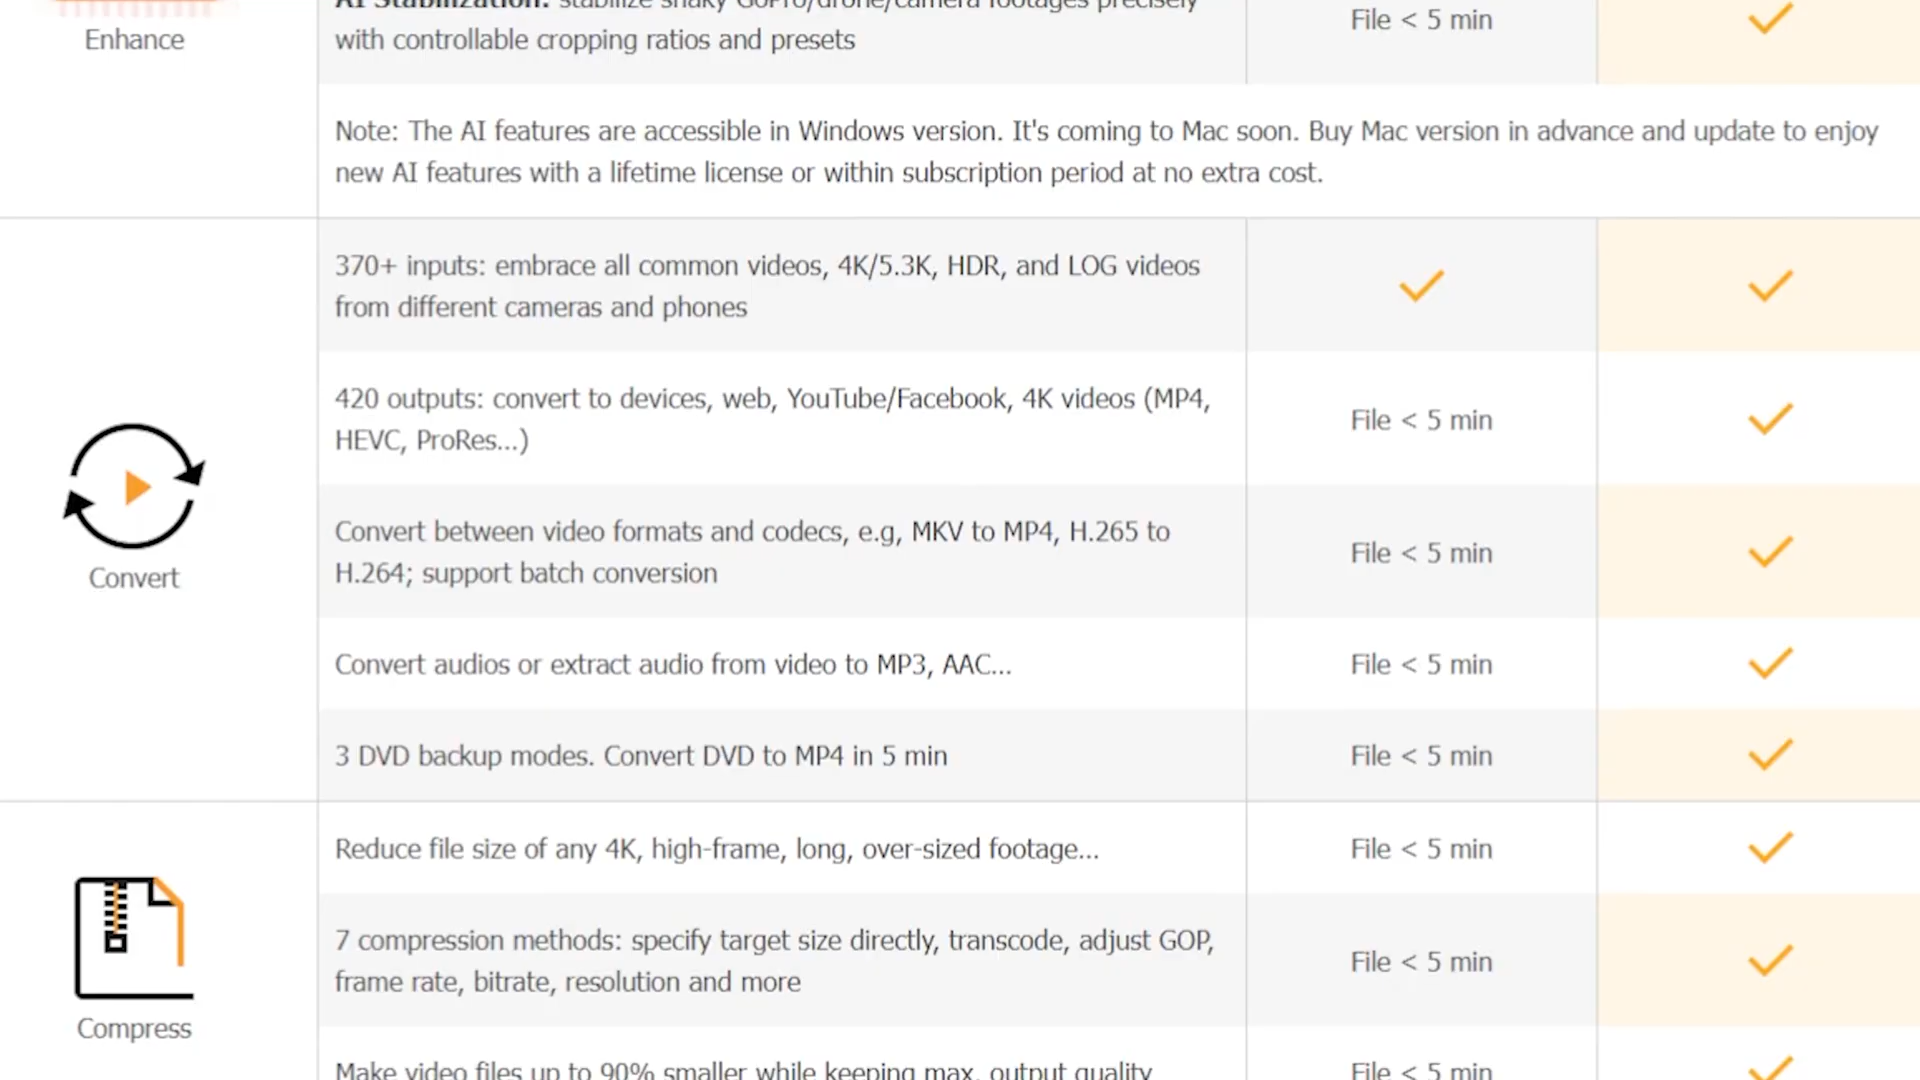 AI Stabilization: stabilize shaky GoPro/drone/camera footages precisely
with controllable cropping ratios and presets
File < 5 min
Enhance
Note: The AI features are accessible in Windows version. It's coming to Mac soon. Buy Mac version in advance and update to enjoy
new AI features with a lifetime license or within subscription period at no extra cost.
370+ inputs: embrace all common videos, 4K/5.3K, HDR, and LOG videos
from different cameras and phones
420 outputs: convert to devices, web, YouTube/Facebook, 4K videos (MP4,
HEVC, ProRes...)
File < 5 min
Convert between video formats and codecs, e.g, MKV to MP4, H.265 to
H.264; support batch conversion
File < 5 min
Convert
Convert audios or extract audio from video to MP3, AAC...
File < 5 min
3 DVD backup modes. Convert DVD to MP4 in 5 min
File < 5 min
Reduce file size of any 4K, high-frame, long, over-sized footage...
File < 5 min
7 compression methods: specify target size directly, transcode, adjust GOP,
frame rate, bitrate, resolution and more
File < 5 min
Compress
Make video files up to 90% smaller while keeping max. output quality
File < 5 min